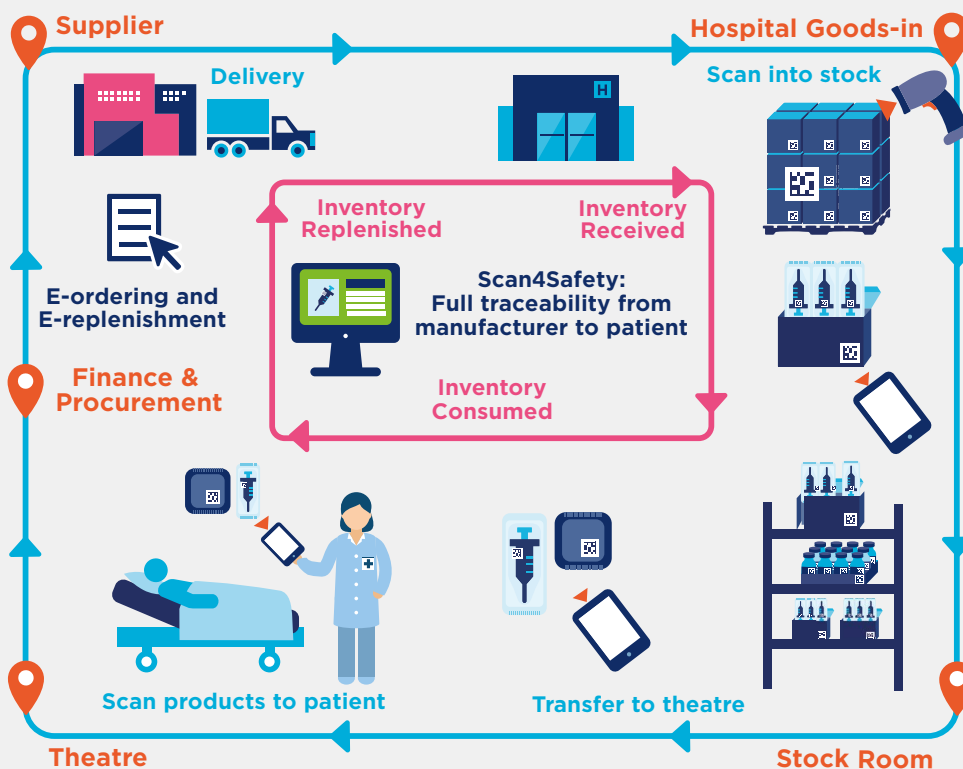 Supplier
Hospital Goods-in
Delivery
Scan into stock
H
Inventory
Replenished
Inventory
Received
E-ordering and
E-replenishment
Scan4Safety:
Full traceability from
manufacturer to patient
Finance &
Procurement
Inventory
Consumed
Scan products to patient
Transfer to theatre
Theatre
Stock Room